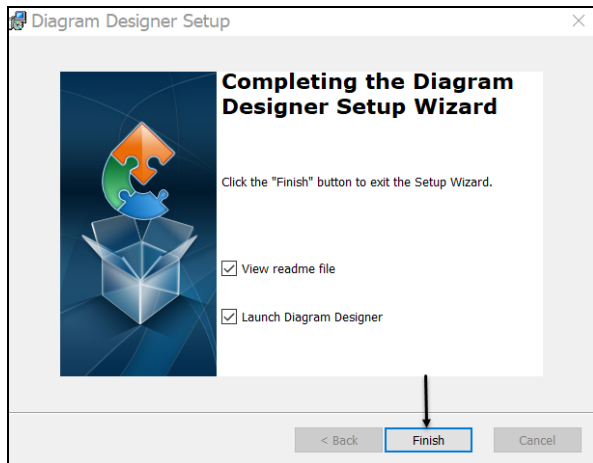 Diagram Designer Setup
Completing the Diagram
Designer Setup Wizard
Click the "Finish" button to exit the Setup Wizard.
View readme file
Launch Diagram Designer
< Back
Finish
Cancel